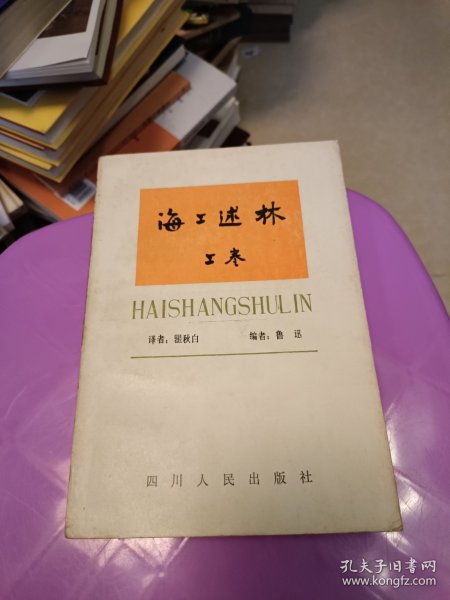 海上述林
上卷
HAISHANGSHULIN
译者：瞿秋白 编者：鲁迅
四川人民出版社
孔夫子旧书网
www.kongfz.com